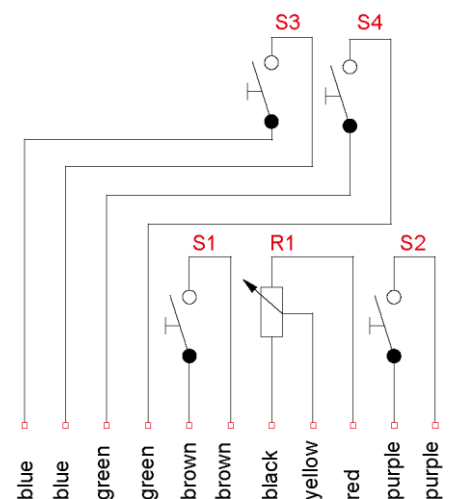 S3 S4
S1 R1 S2
blue
blue
green
green
brown
brown
black
yellow
red
purple
purple